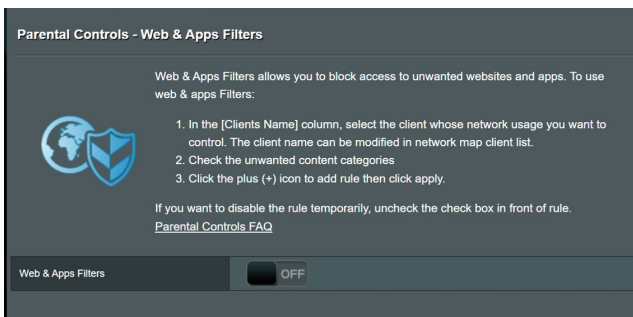 Parental Controls - Web & Apps Filters
Web & Apps Filters allows you to block access to unwanted websites and apps. To use
web & apps Filters:
1. In the [Clients Name] column, select the client whose network usage you want to
control. The client name can be modified in network map client list.
2. Check the unwanted content categories
3. Click the plus (+) icon to add rule then click apply.
If you want to disable the rule temporarily, uncheck the check box in front of rule.
Parental Controls FAQ
Web & Apps Filters
OFF